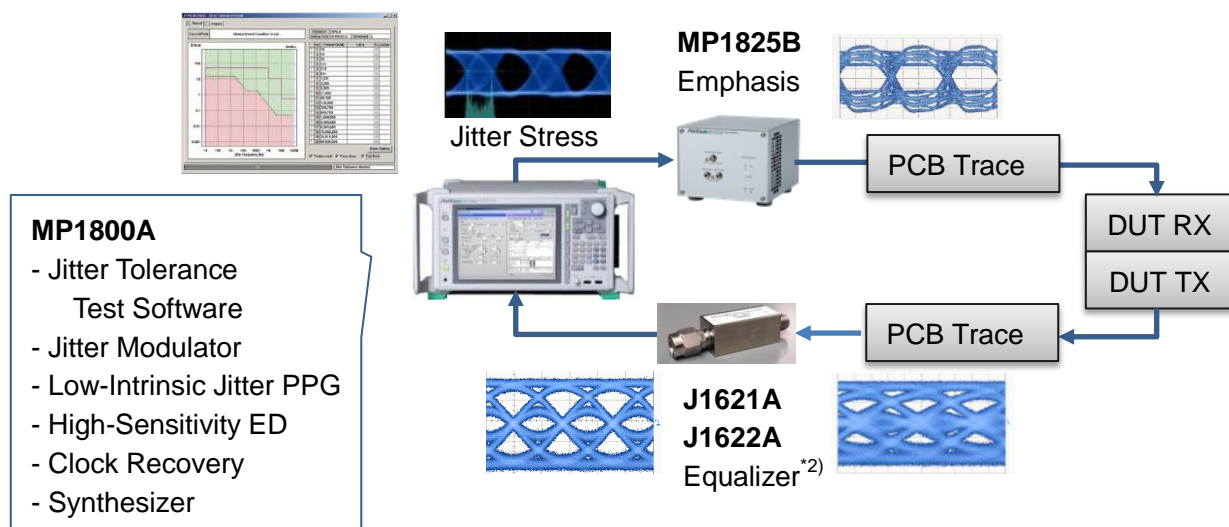 MP1825B
Emphasis
Jitter Stress
PCB Trace
DUT RX
DUT TX
PCB Trace
MP1800A
- Jitter Tolerance
Test Software
- Jitter Modulator
- Low-Intrinsic Jitter PPG
- High-Sensitivity ED
- Clock Recovery
- Synthesizer
J1621A
J1622A
Equalizer*2)